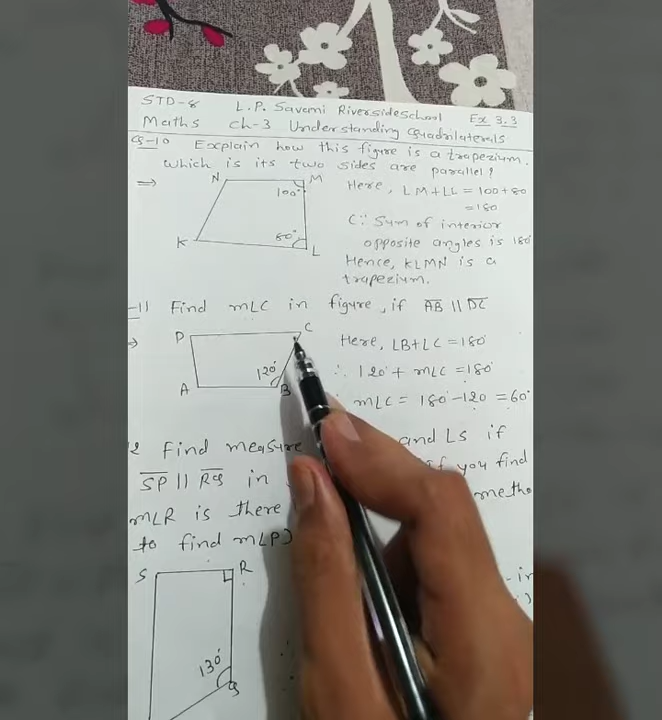 STD-8 L.P. Savani Riverside School Ex 3.3
Maths Ch-3 Understanding Quadrilaterals
Q-10 Explain how this figure is a trapezium.
Which is its two sides are parallel?
⇒ N M Here, ∠M+∠L = 100+80
100° =180
(∵ Sum of interior
80° opposite angles is 180
K L Hence, KLMN is a
trapezium.
-11 Find m∠C in figure, if AB || DC
⇒ D C Here, ∠B+∠C = 180°
120° ∴ 120°+ m∠C = 180°
A B m∠C = 180°-120 = 60°
2 Find measure and ∠s if
SP || RQ in if you find
m∠R is there metho
to find m∠P)
S R
130°
Q